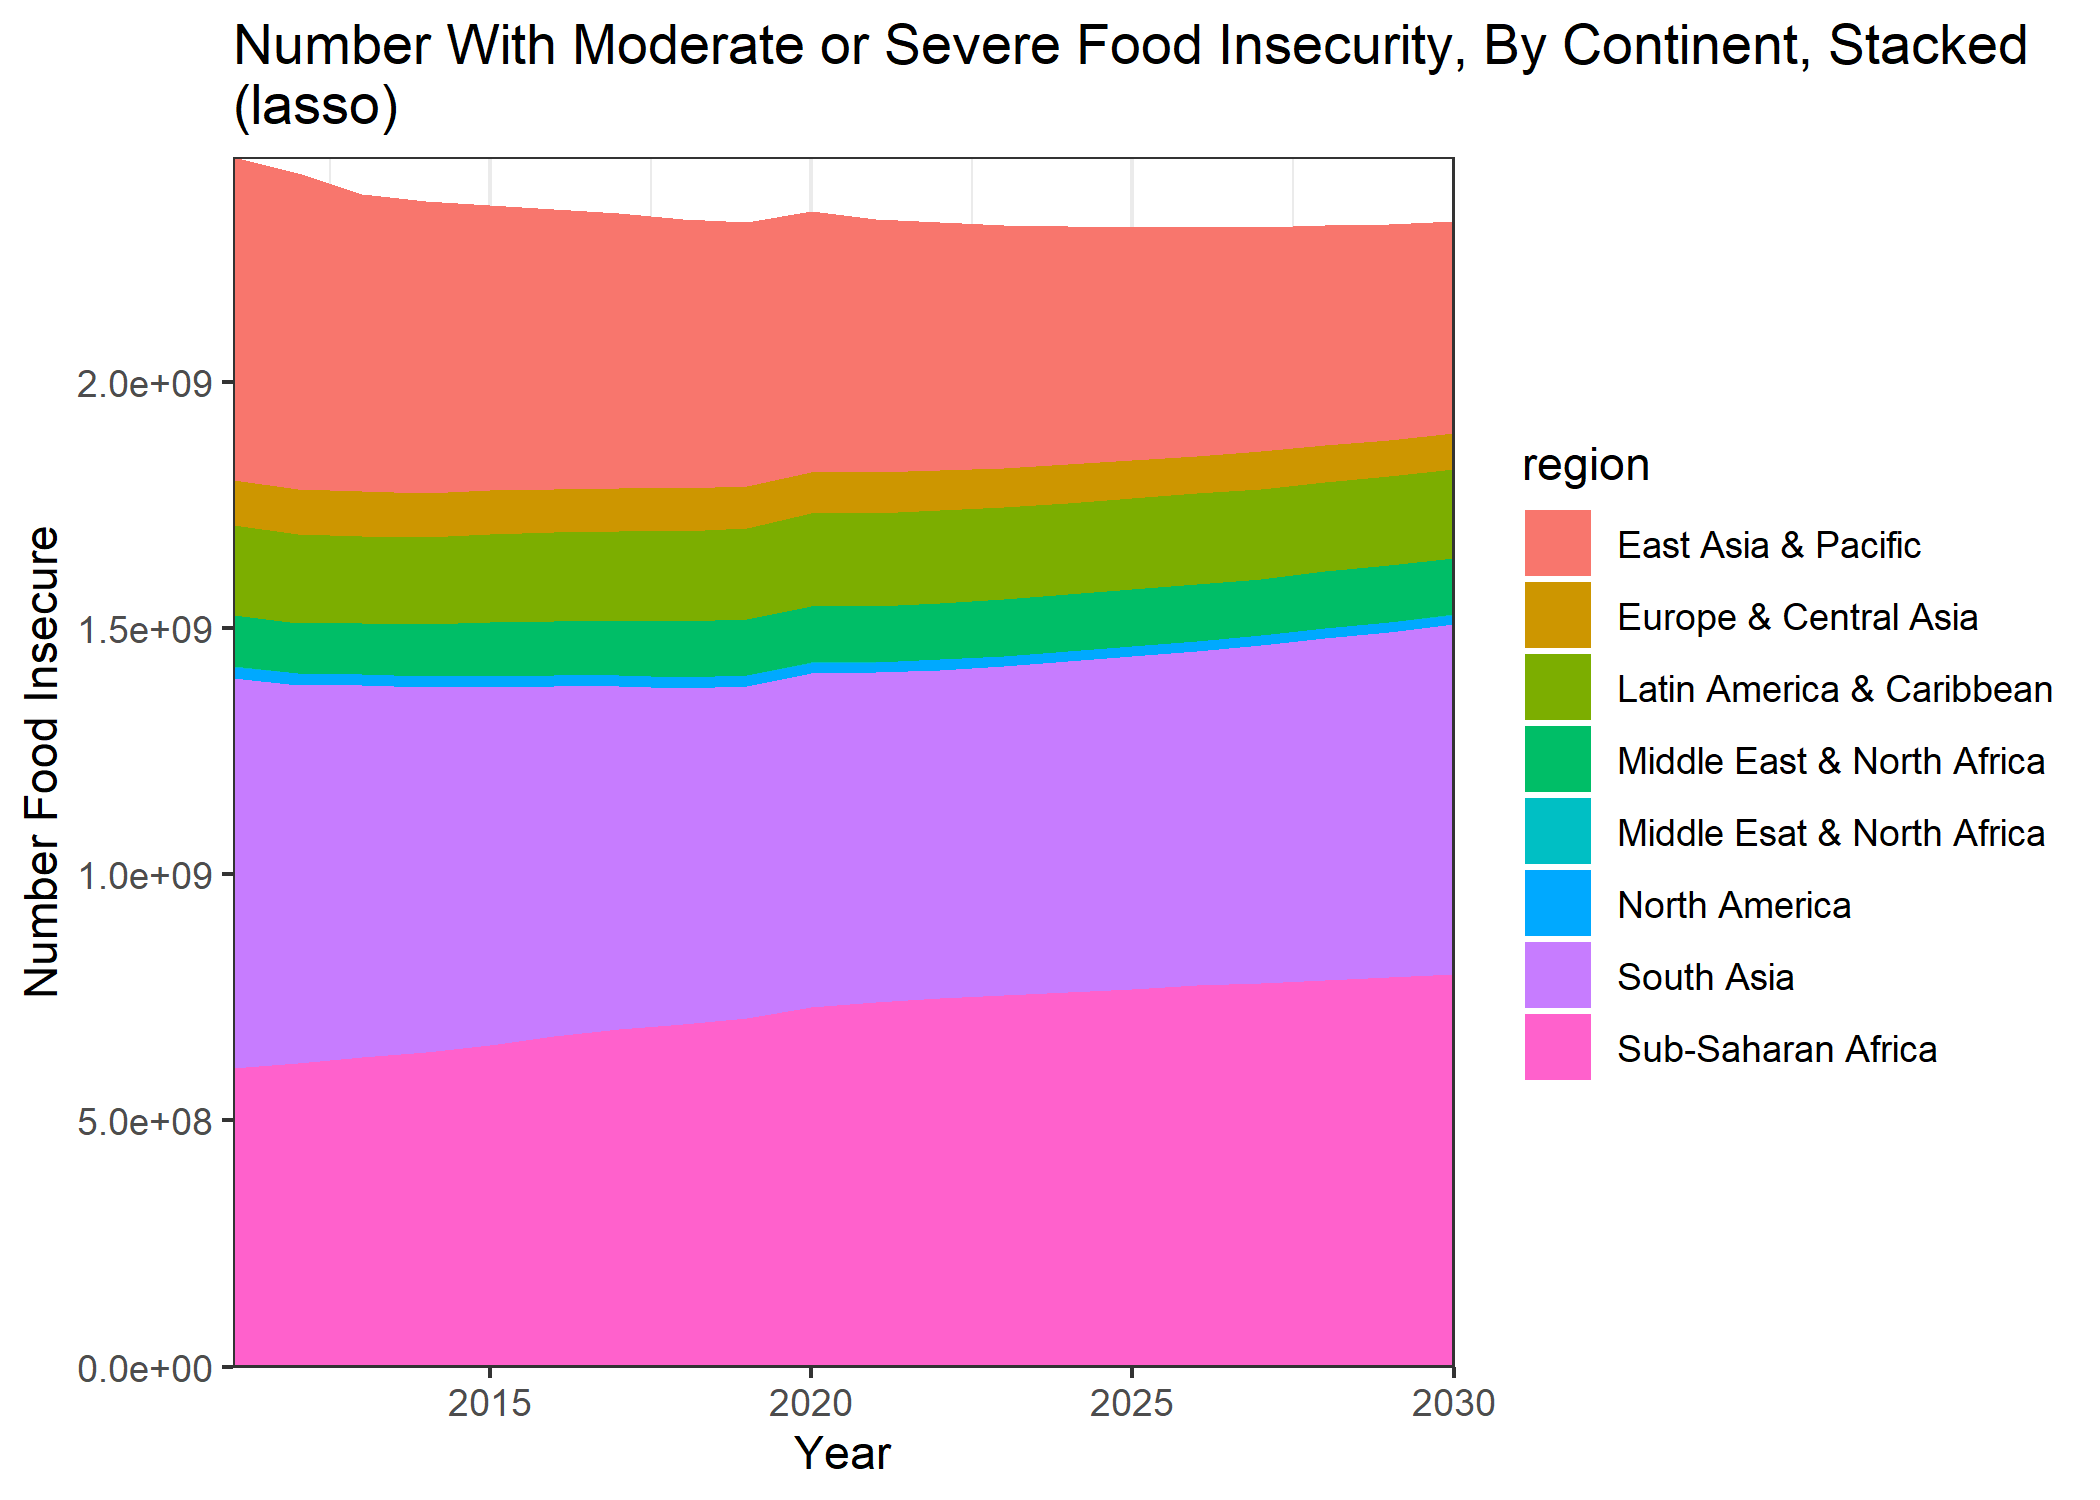 Number With Moderate or Severe Food Insecurity, By Continent, Stacked
(lasso)
Number Food Insecure
2.0e+09
1.5e+09
1.0e+09
5.0e+08
0.0e+00
2015
2020
2025
2030
Year
region
East Asia & Pacific
Europe & Central Asia
Latin America & Caribbean
Middle East & North Africa
Middle Esat & North Africa
North America
South Asia
Sub-Saharan Africa